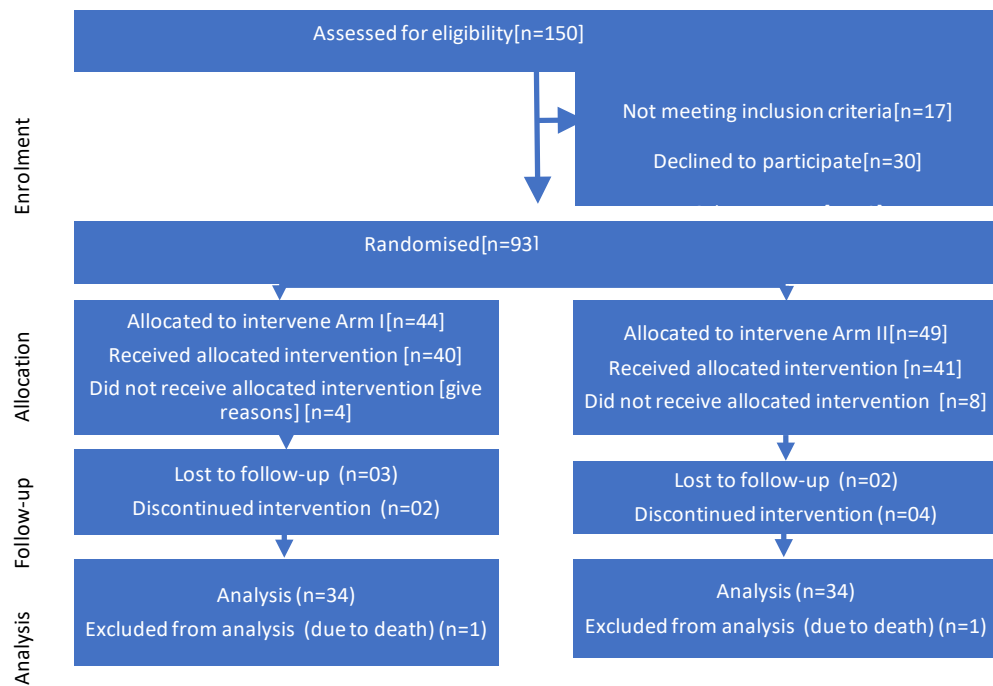 Assessed for eligibility[n=150]
Not meeting inclusion criteria[n=17]
Declined to participate[n=30]
Enrolment
Randomised[n=93]
Allocation
Allocated to intervene Arm I[n=44]
Received allocated intervention [n=40]
Did not receive allocated intervention [give
reasons] [n=4]
Allocated to intervene Arm II[n=49]
Received allocated intervention [n=41]
Did not receive allocated intervention [n=8]
Follow-up
Lost to follow-up (n=03)
Discontinued intervention (n=02)
Lost to follow-up (n=02)
Discontinued intervention (n=04)
Analysis
Analysis (n=34)
Excluded from analysis (due to death) (n=1)
Analysis (n=34)
Excluded from analysis (due to death) (n=1)